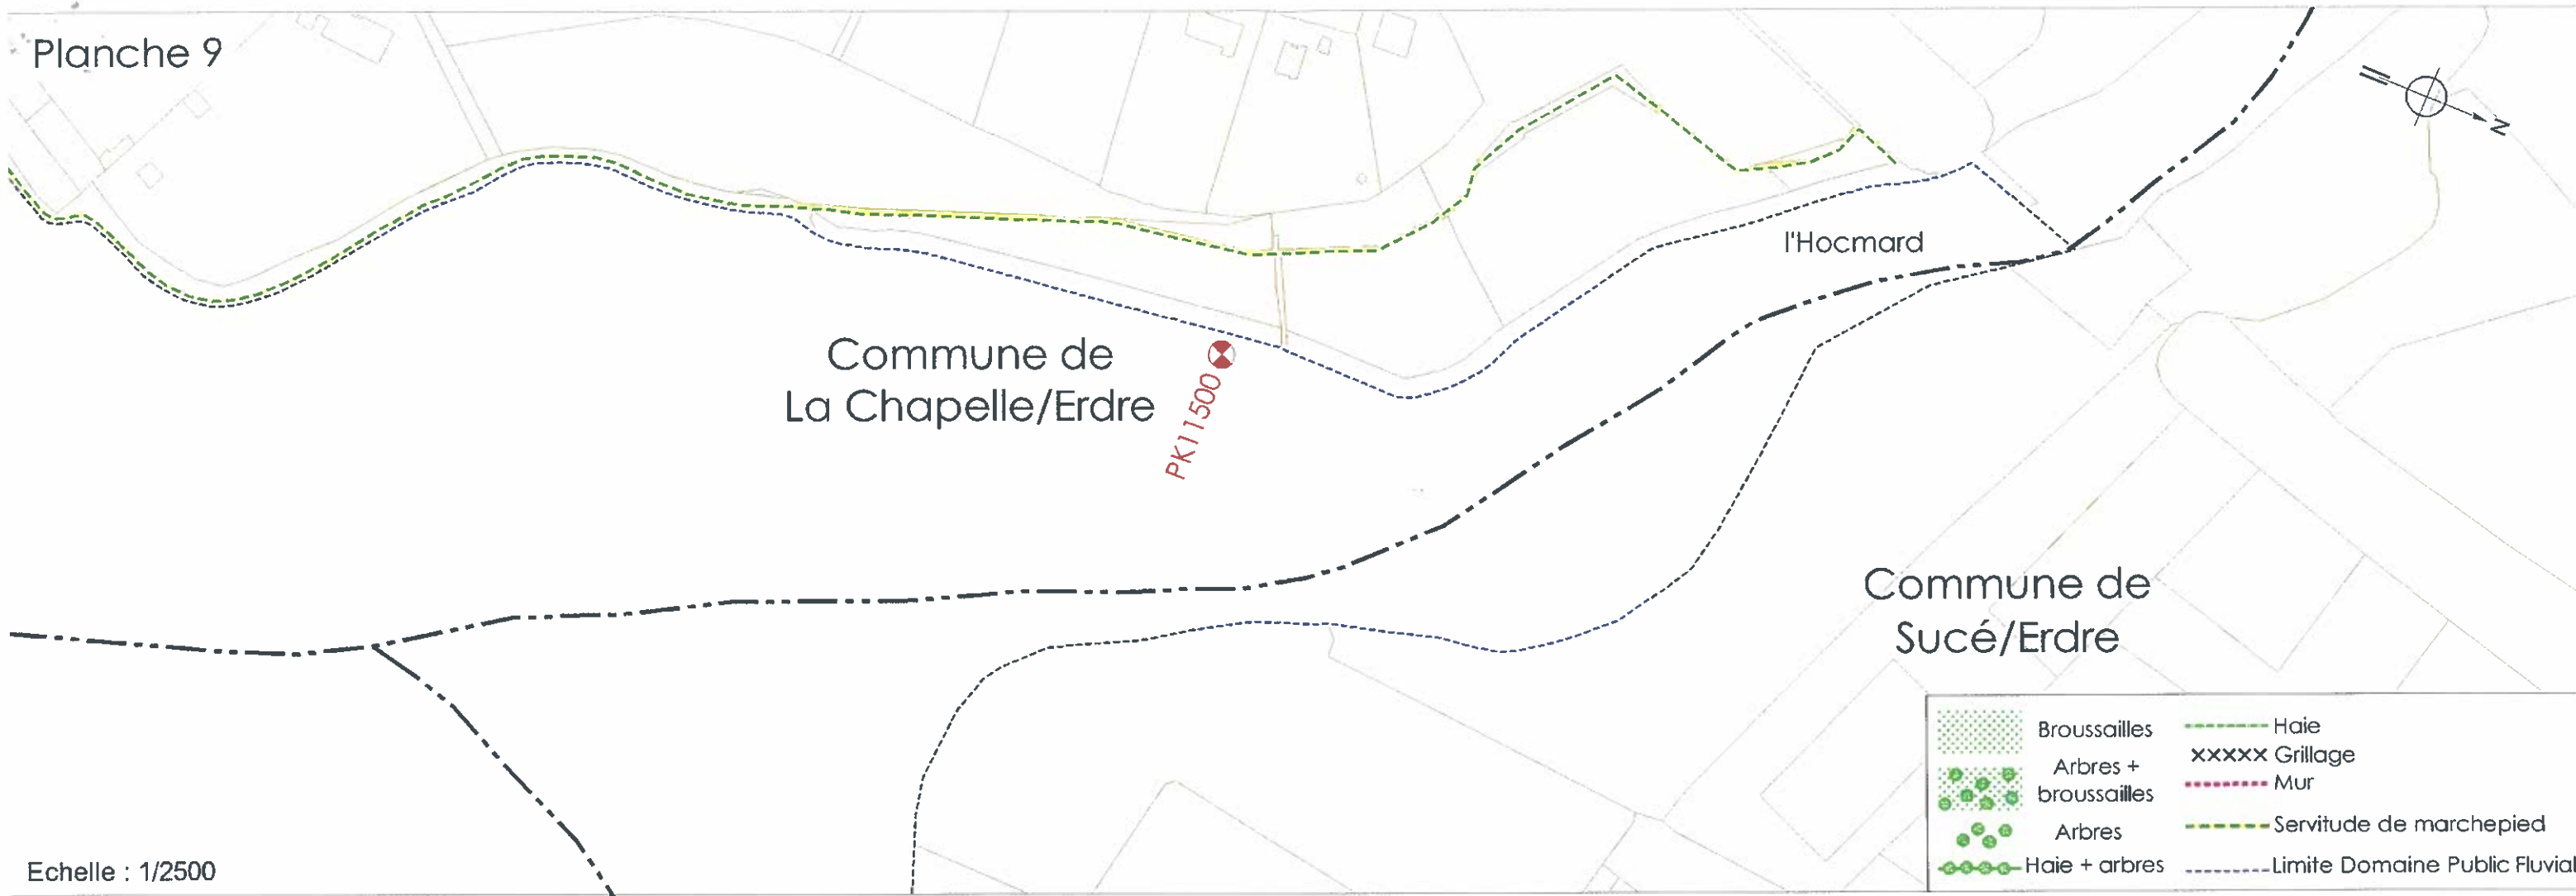 Planche 9
N
l'Hocmard
Commune de
La Chapelle/Erdre
PK11500
Commune de
Sucé/Erdre
Broussailles
Arbres +
broussailles
Arbres
Haie + arbres
Haie
xxxxx Grillage
Mur
Servitude de marchepied
Limite Domaine Public Fluvial
Echelle : 1/2500